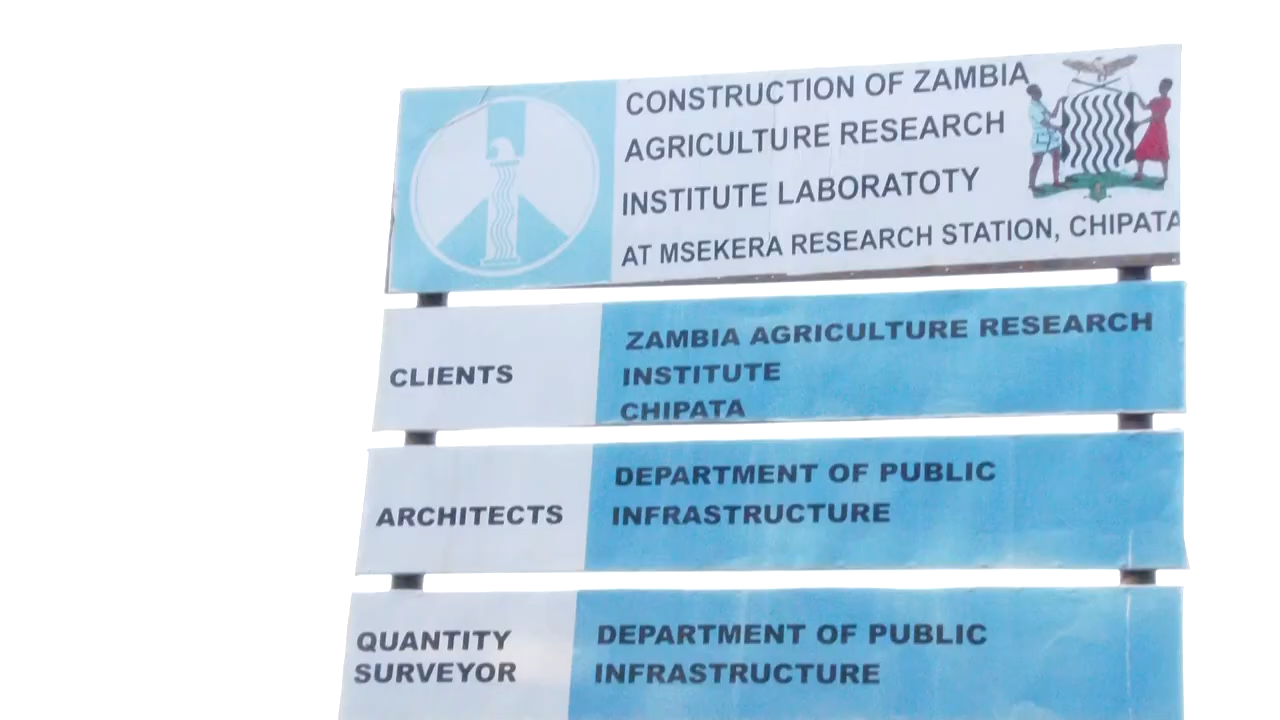 CONSTRUCTION OF ZAMBIA
AGRICULTURE RESEARCH
INSTITUTE LABORATOTY
AT MSEKERA RESEARCH STATION, CHIPATA
CLIENTS
ZAMBIA AGRICULTURE RESEARCH
INSTITUTE
CHIPATA
ARCHITECTS
DEPARTMENT OF PUBLIC
INFRASTRUCTURE
QUANTITY
SURVEYOR
DEPARTMENT OF PUBLIC
INFRASTRUCTURE